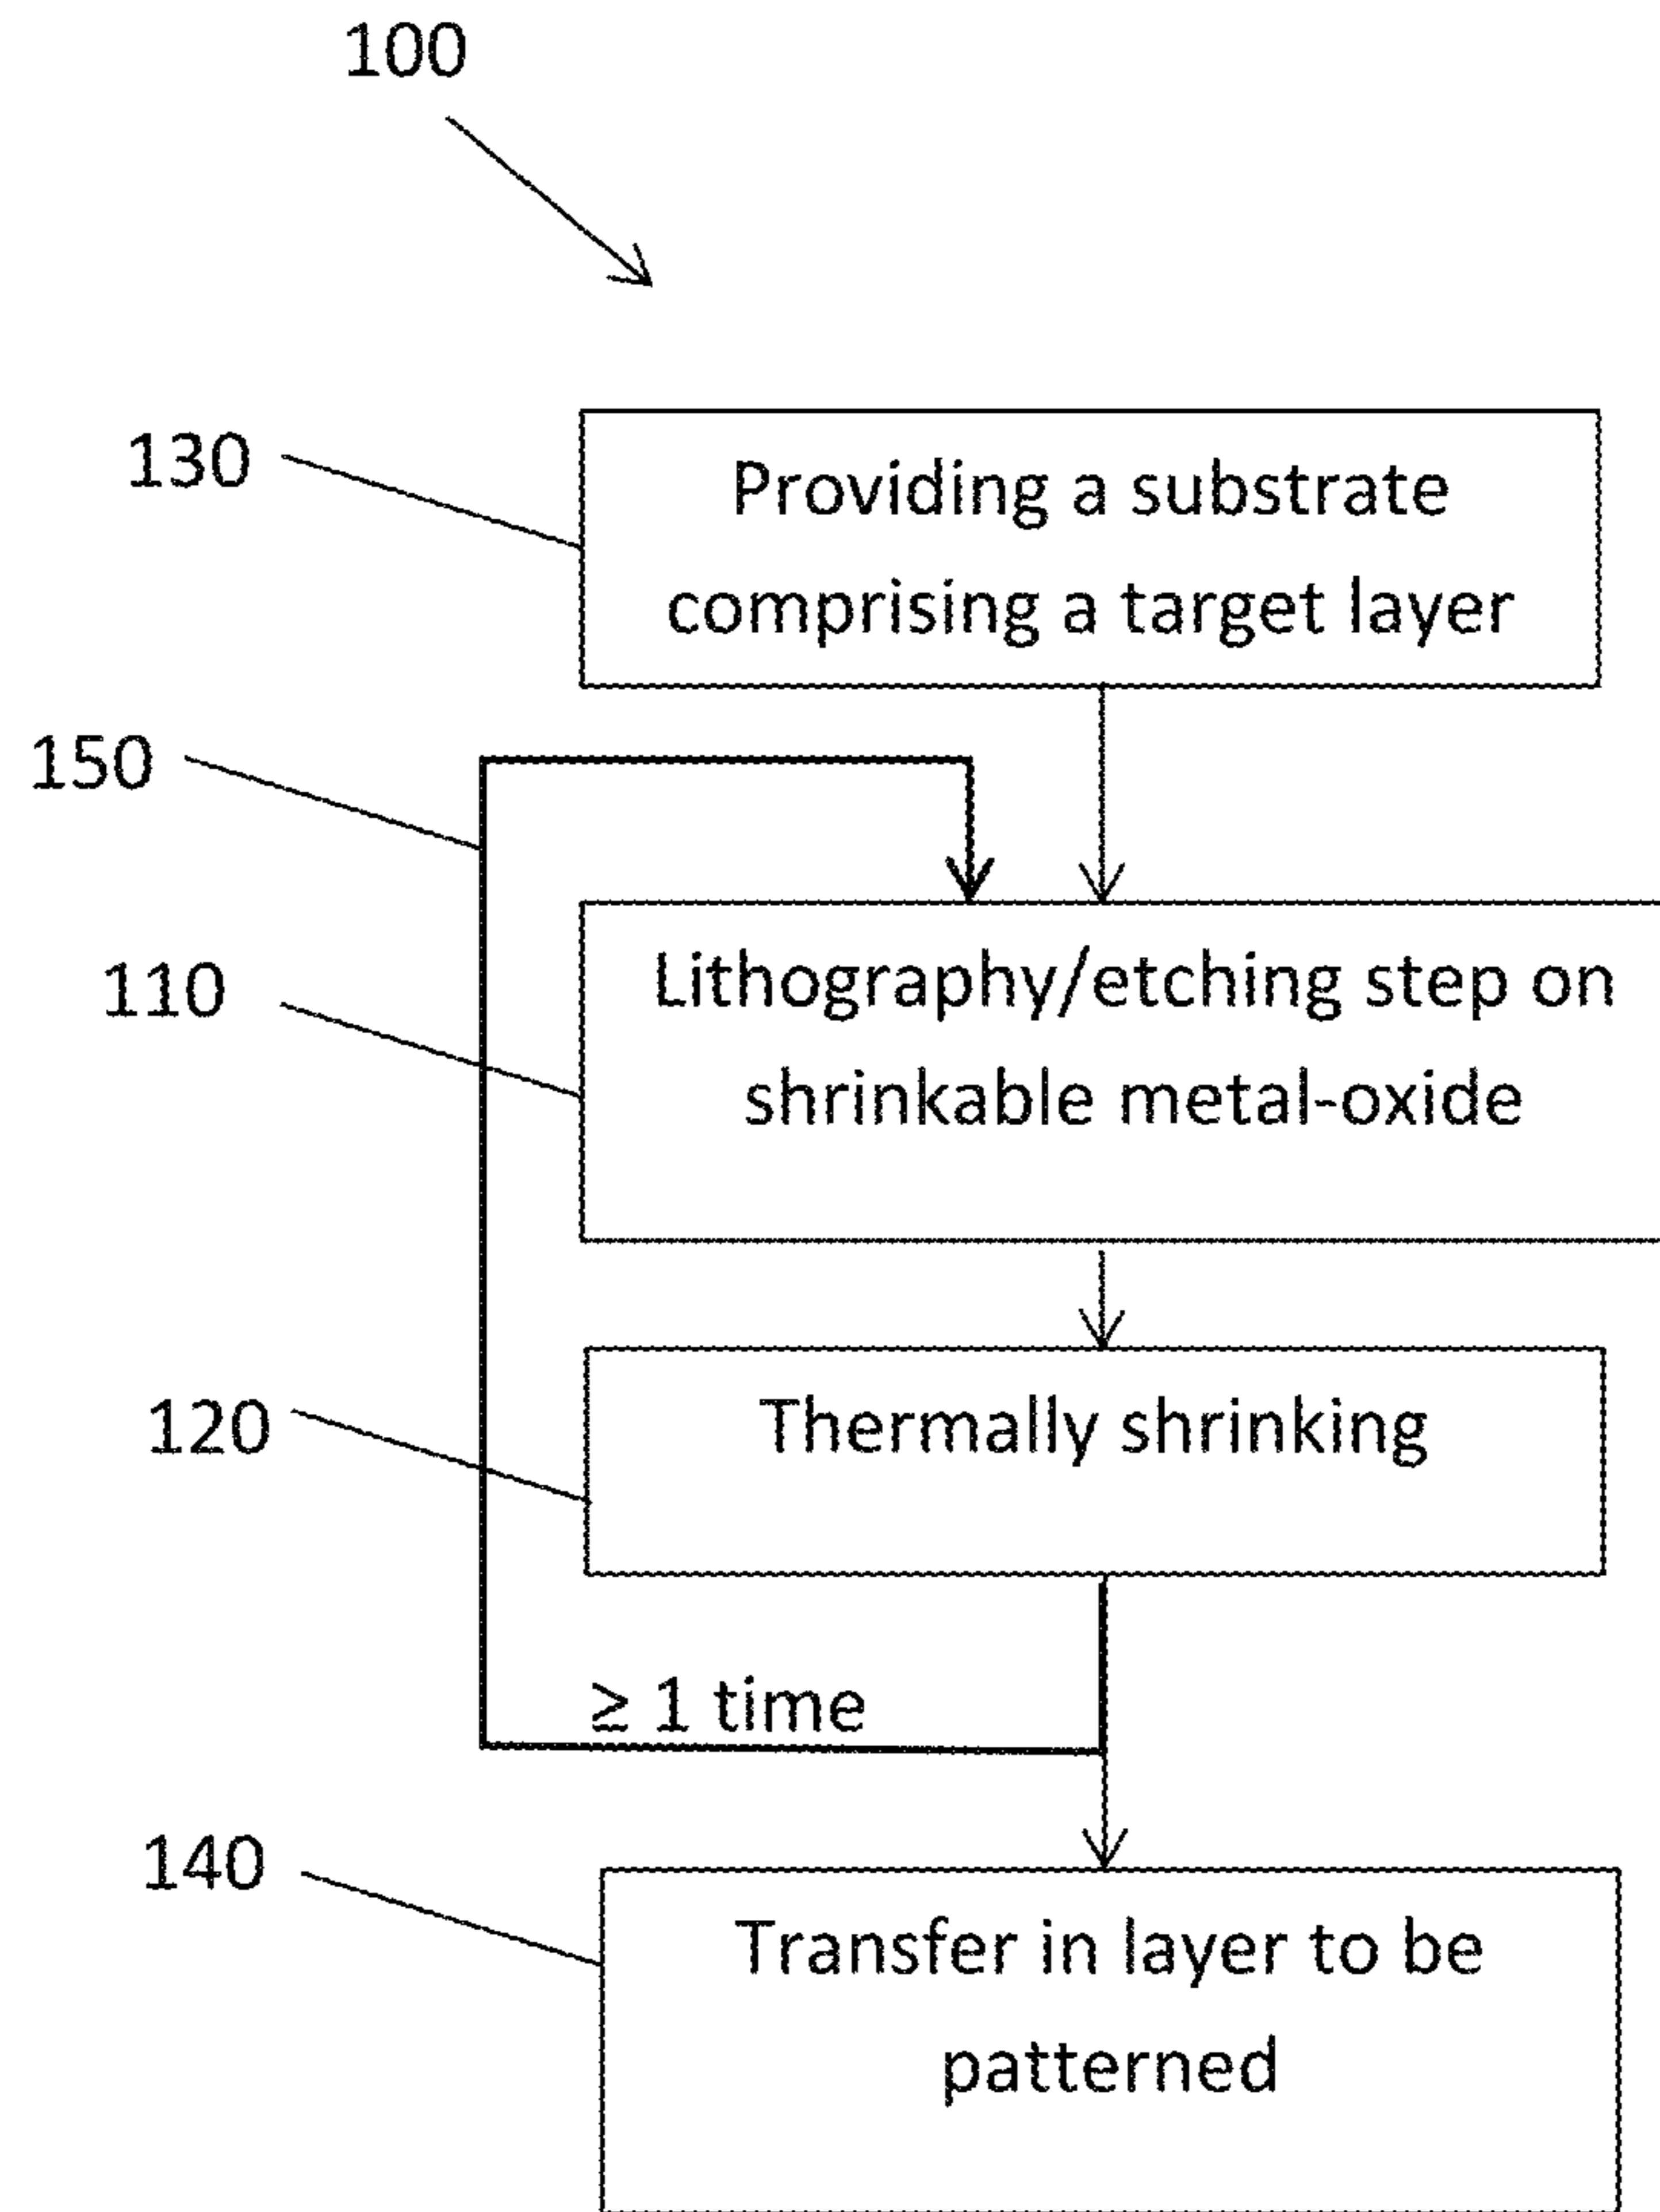 100
130
Providing a substrate
comprising a target layer
150
110
Lithography/etching step on
shrinkable metal-oxide
120
Thermally shrinking
≥ 1 time
140
Transfer in layer to be
patterned